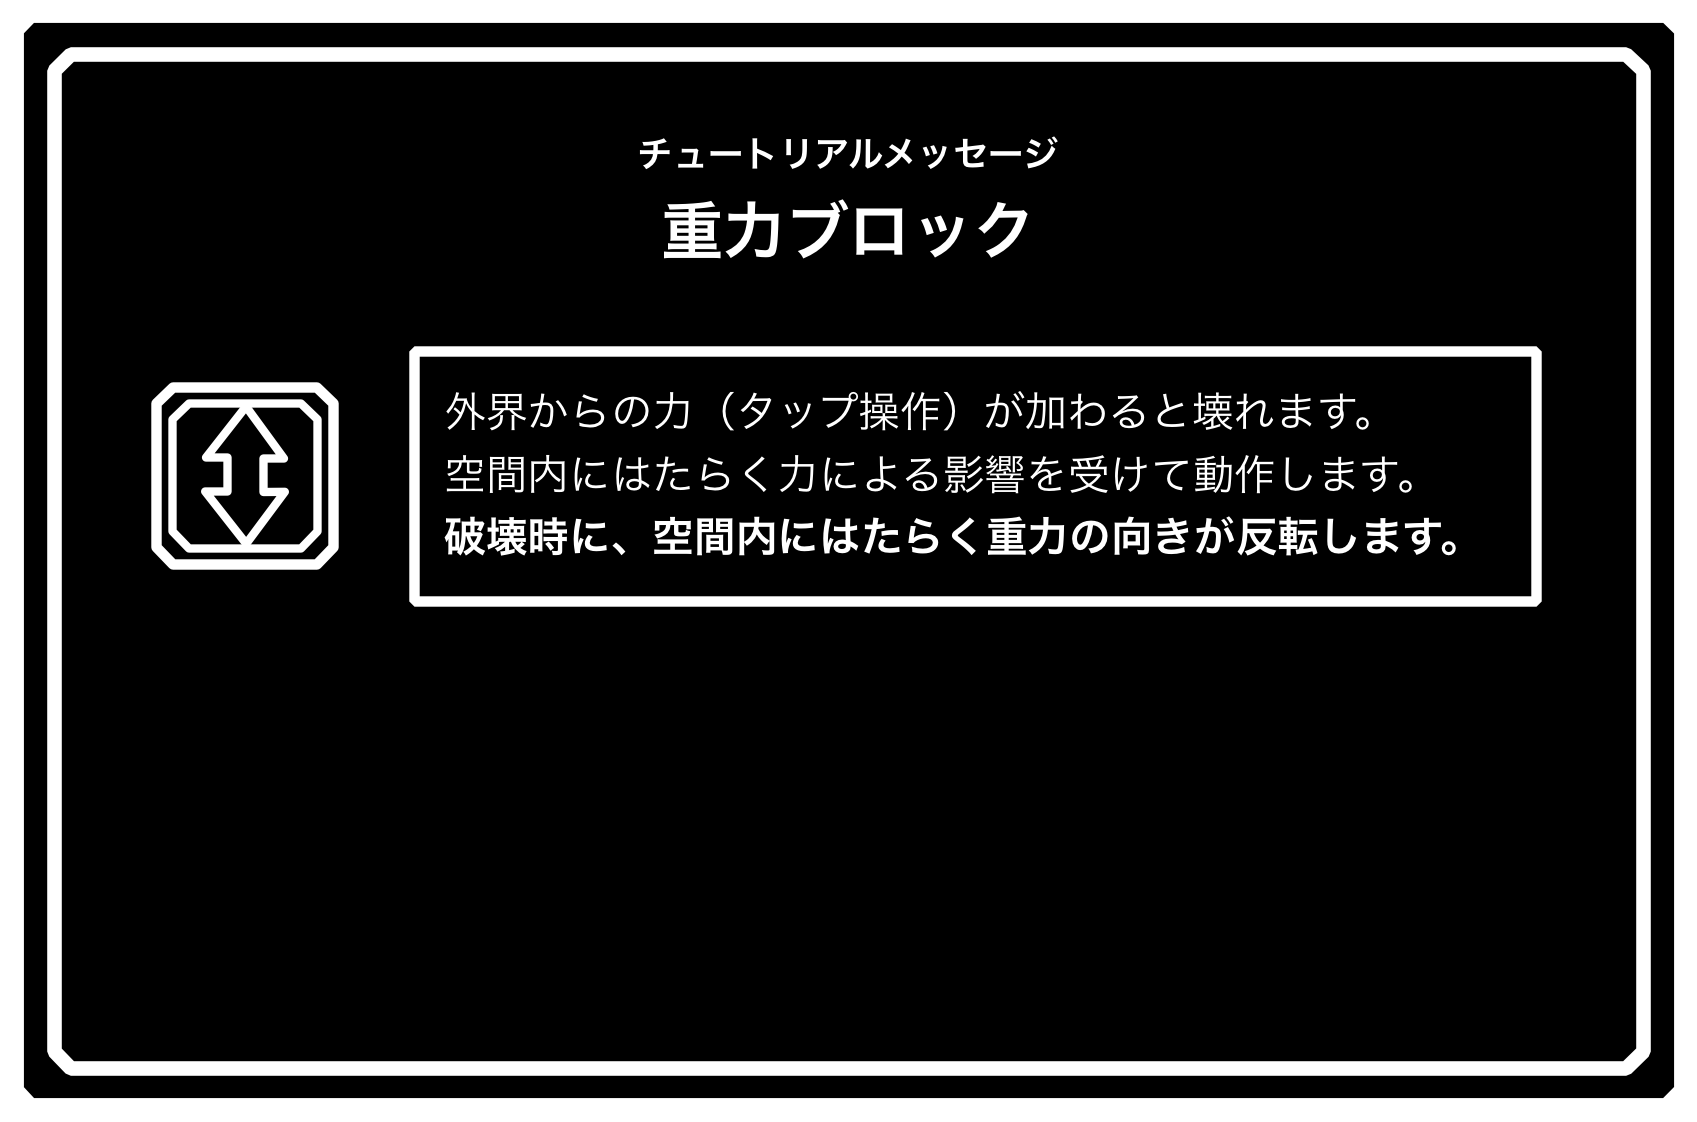 チュートリアルメッセージ
重力ブロック
外界からの力（タップ操作）が加わると壊れます。
空間内にはたらく力による影響を受けて動作します。
破壊時に、空間内にはたらく重力の向きが反転します。